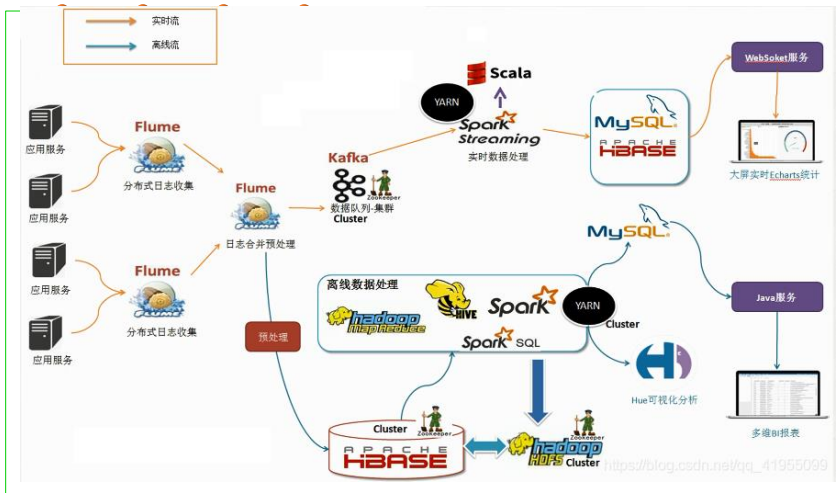 实时流
离线流
应用服务
应用服务
应用服务
应用服务
Flume
分布式日志收集
Flume
分布式日志收集
Flume
日志合并预处理
Kafka
Zookeeper
数据队列-集群
Cluster
YARN
Scala
Spark
Streaming
实时数据处理
MySQL
APACHE
HBASE
WebSoket服务
大屏实时Echarts统计
预处理
离线数据处理
hadoop
Map Reduce
HIVE
Spark
Spark SQL
YARN
Cluster
MySQL
Java服务
多维BI报表
Hue可视化分析
Cluster
Zookeeper
APACHE
HBASE
Zookeeper
hadoop
HDFS
Cluster
https://blog.csdn.net/qq_41955099